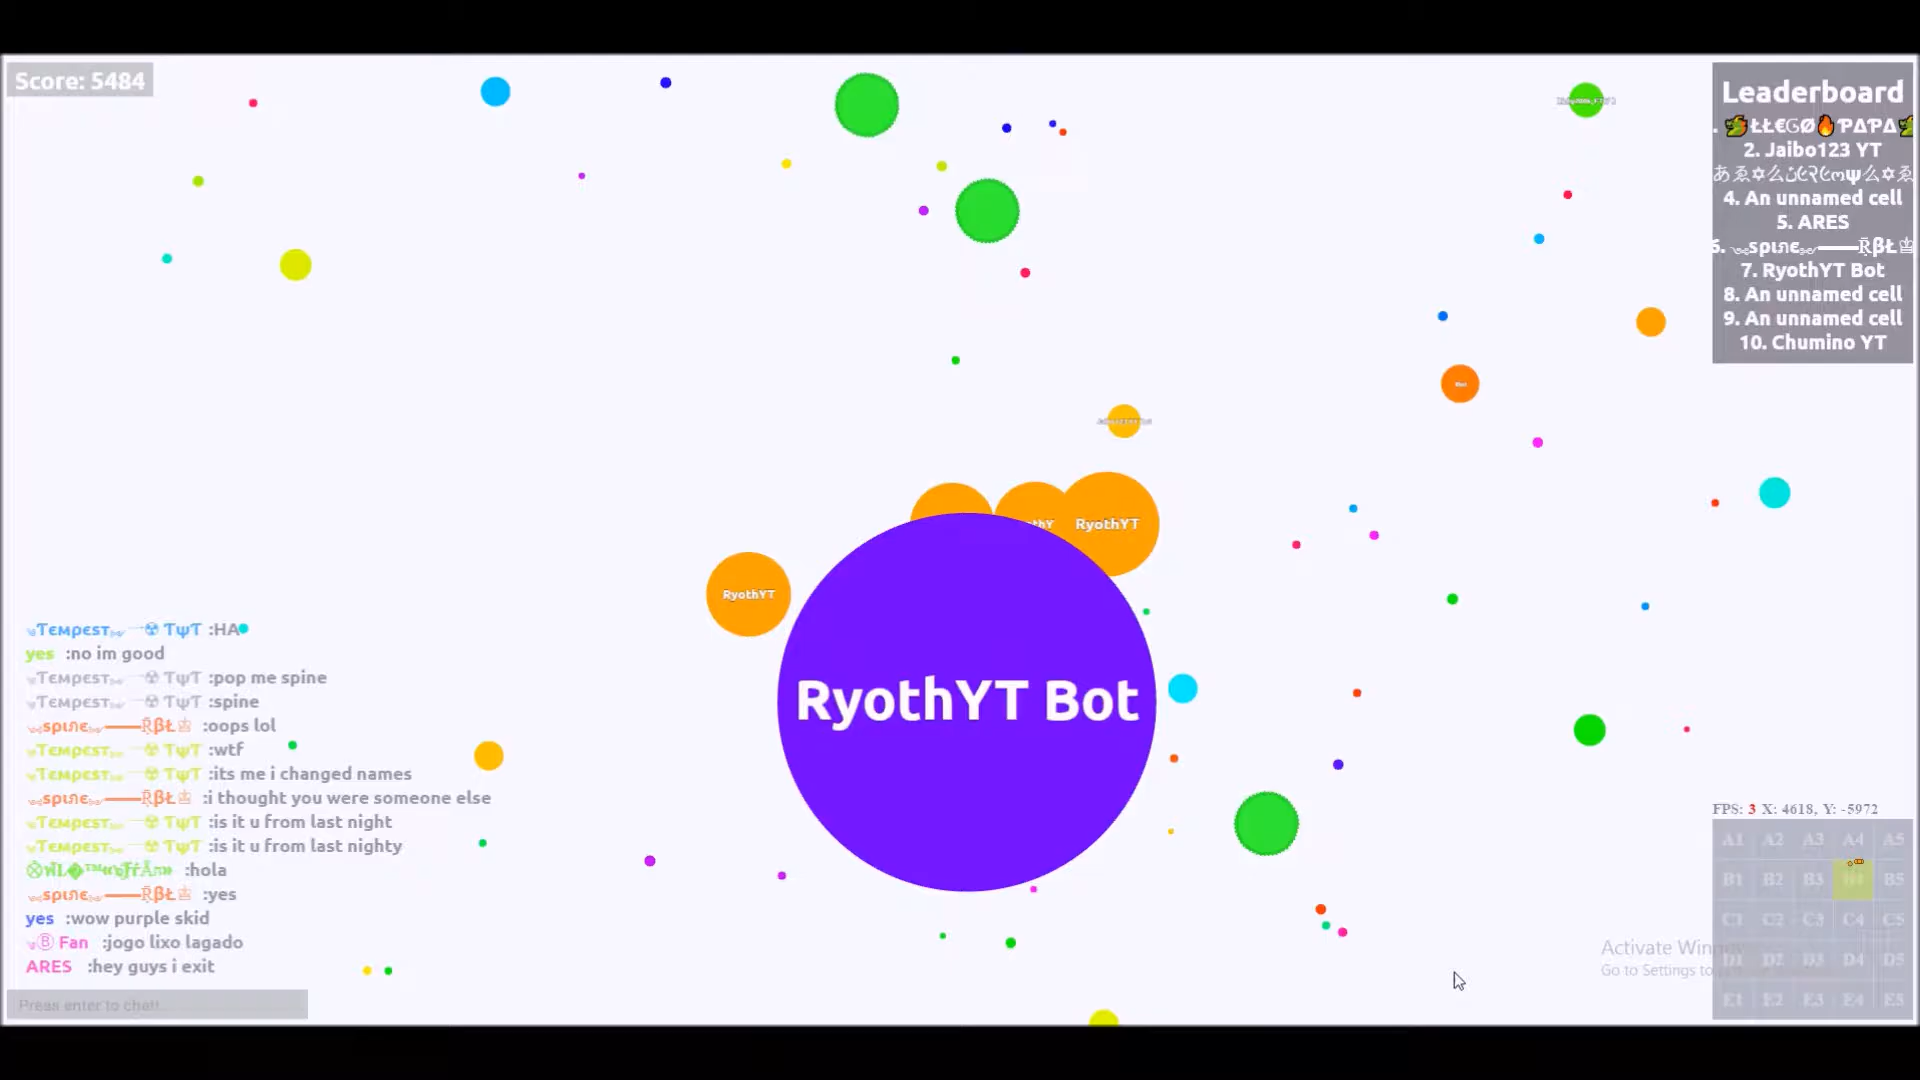 Score: 5484
Leaderboard
2. Jaibo123 YT
4. An unnamed cell
5. ARES
7. RyothYT Bot
8. An unnamed cell
9. An unnamed cell
10. Chumino YT
Bot
RyothYT
RyothYT
RyothYT Bot
:HA
yes :no im good
:pop me spine
:spine
:oops lol
:wtf
:its me i changed names
:i thought you were someone else
:is it u from last night
:is it u from last nighty
:hola
:yes
yes :wow purple skid
Ⓑ Fan :jogo lixo lagado
ARES :hey guys i exit
Press enter to chat!
FPS: 3 X: 4618, Y: -5972
A1 A2 A3 A4 A5
B1 B2 B3 B4 B5
C1 C2 C3 C4 C5
D1 D2 D3 D4 D5
E1 E2 E3 E4 E5
Activate
Go to Settings to